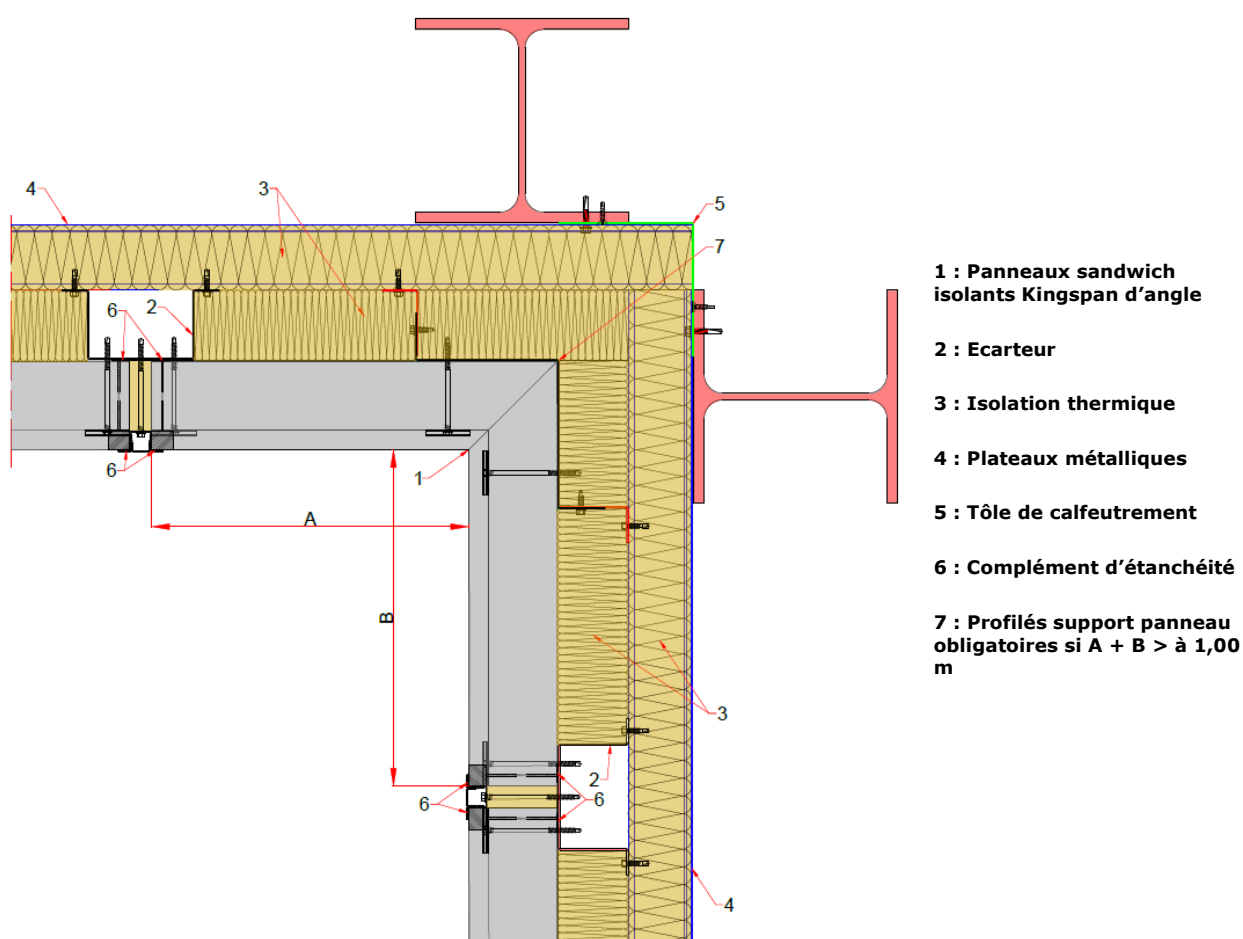 4
3
5
7
6
2
6
1
A
B
3
2
6
6
4
1 : Panneaux sandwich
isolants Kingspan d’angle
2 : Ecarteur
3 : Isolation thermique
4 : Plateaux métalliques
5 : Tôle de calfeutrement
6 : Complément d’étanchéité
7 : Profilés support panneau
obligatoires si A + B > à 1,00
m